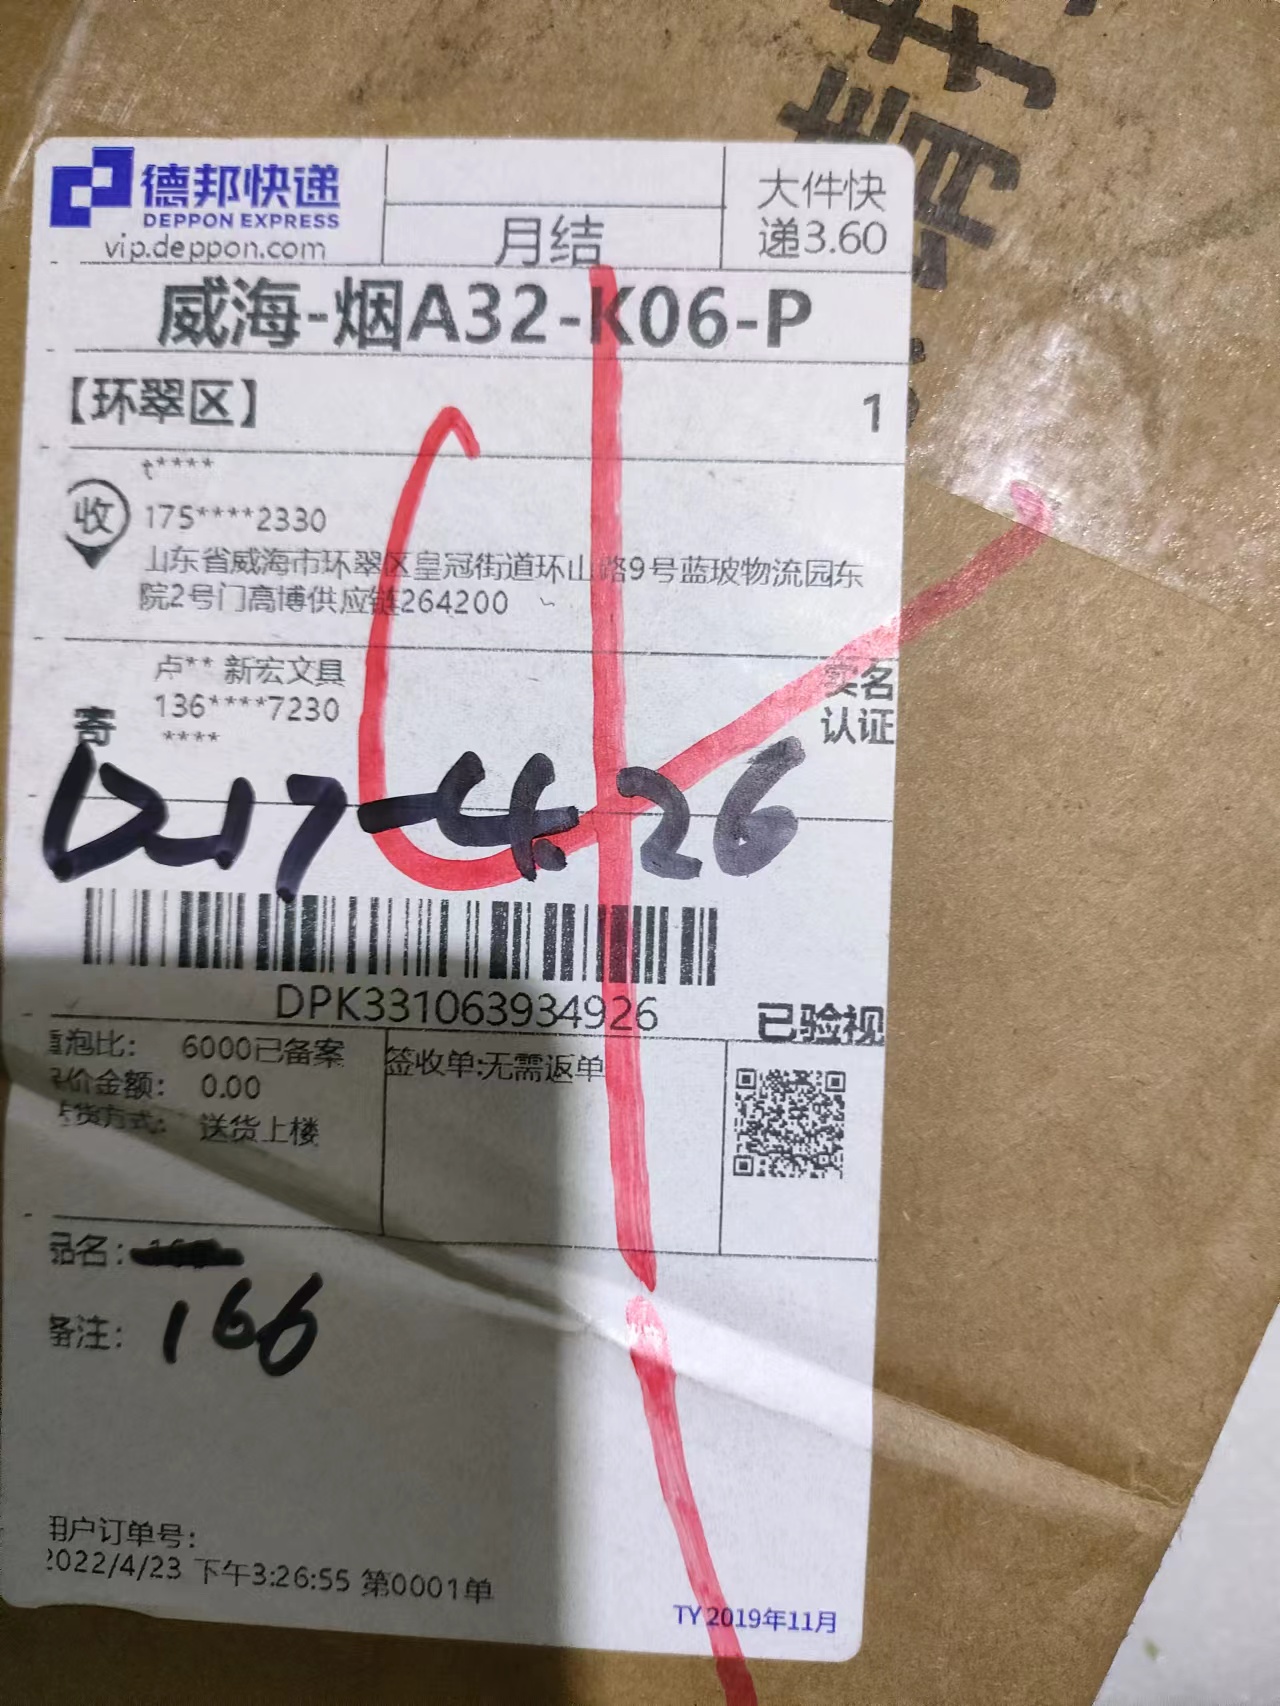 德邦快递
DEPPON EXPRESS
vip.deppon.com
月结
大件快
递3.60
威海-烟A32-K06-P
【环翠区】
1
t****
收
175****2330
山东省威海市环翠区皇冠街道环山路9号蓝玻物流园东
院2号门高博供应链264200
卢** 新宏文具
136****7230
寄
****
实名
认证
4.26
DPK331063934926
已验视
泡比： 6000已备案
价金额： 0.00
货方式： 送货上楼
签收单:无需返单
品名：
166
备注：
用户订单号：
2022/4/23 下午3:26:55 第0001单
TY 2019年11月